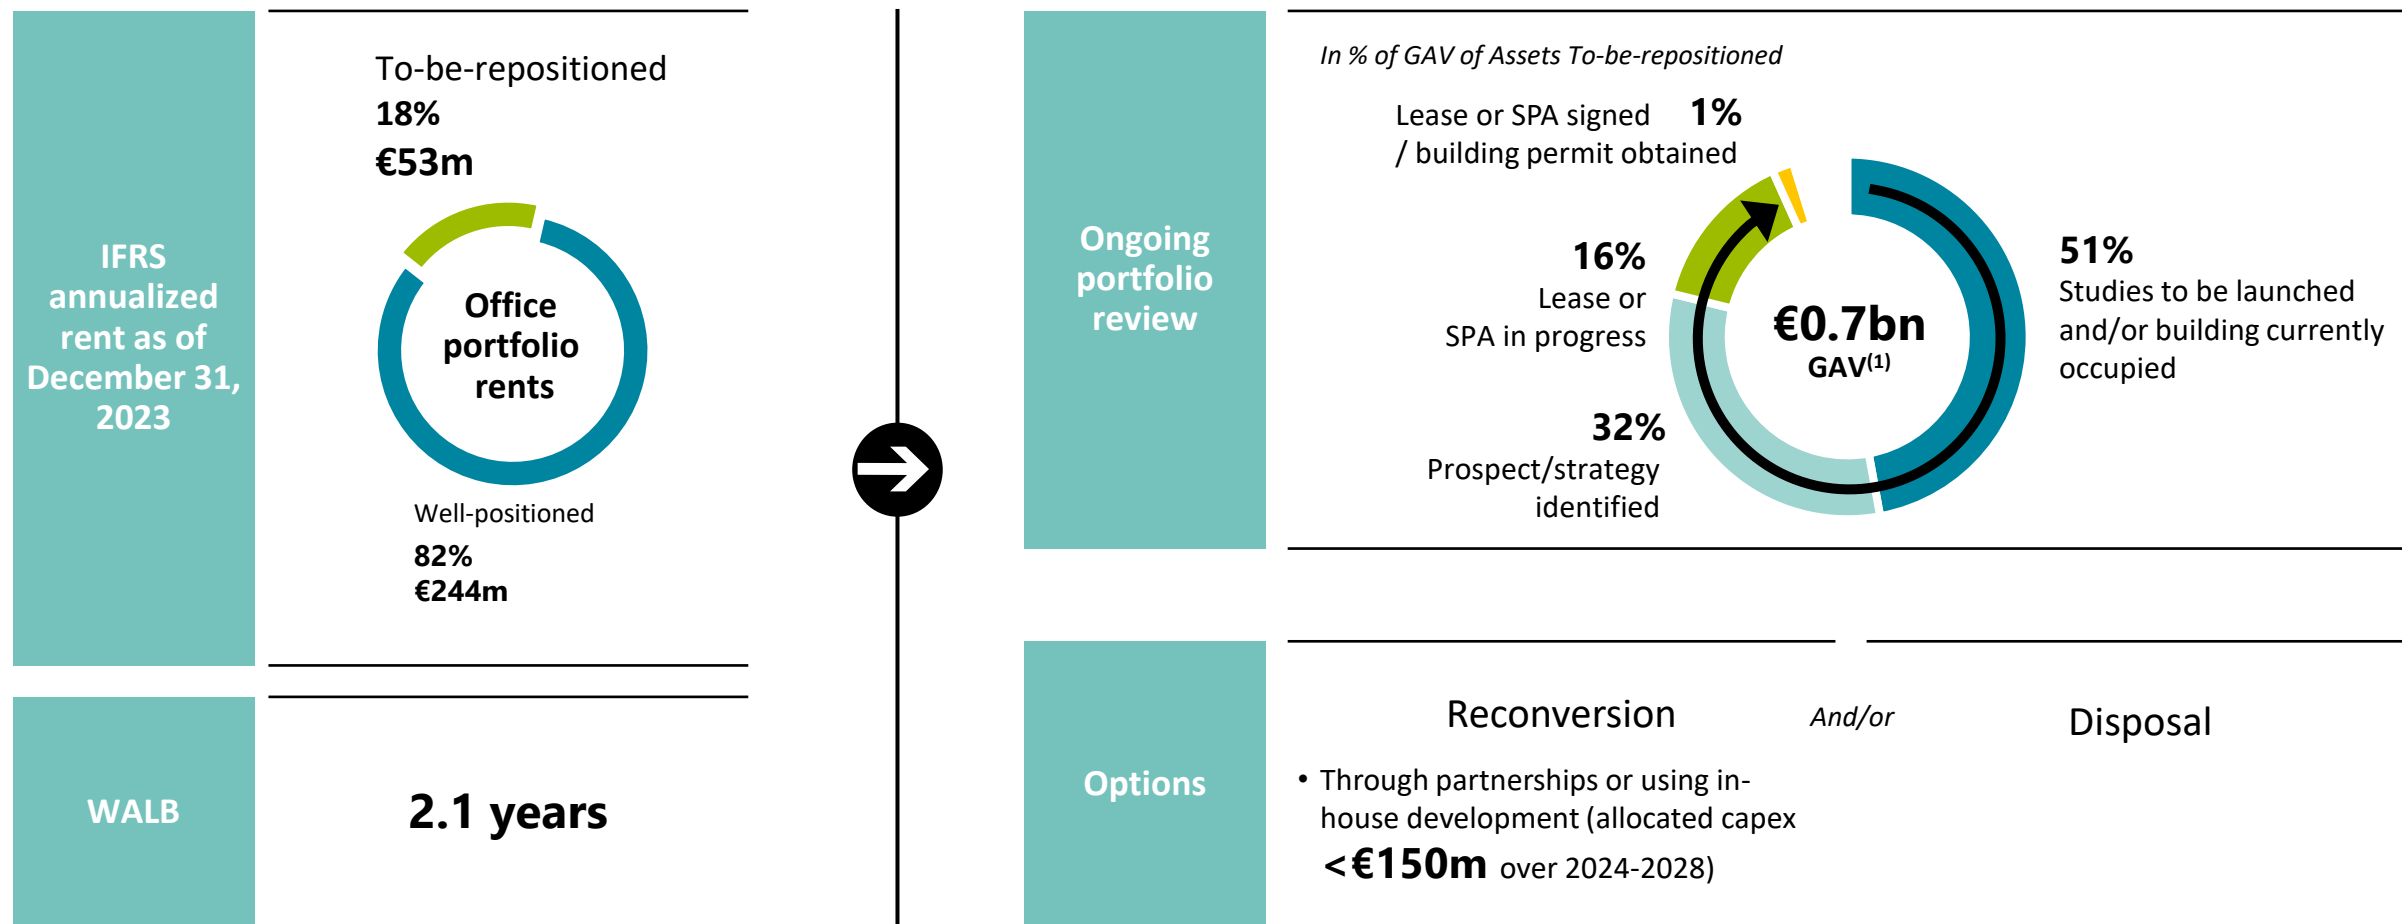 IFRS
annualized
rent as of
December 31,
2023
To-be-repositioned
18%
€53m
Office
portfolio
rents
Well-positioned
82%
€244m
WALB
2.1 years
Ongoing
portfolio
review
In % of GAV of Assets To-be-repositioned
Lease or SPA signed 1%
/ building permit obtained
16%
Lease or
SPA in progress
32%
Prospect/strategy
identified
€0.7bn
GAV(1)
51%
Studies to be launched
and/or building currently
occupied
Options
Reconversion
• Through partnerships or using in-
house development (allocated capex
<€150m over 2024-2028)
And/or
Disposal